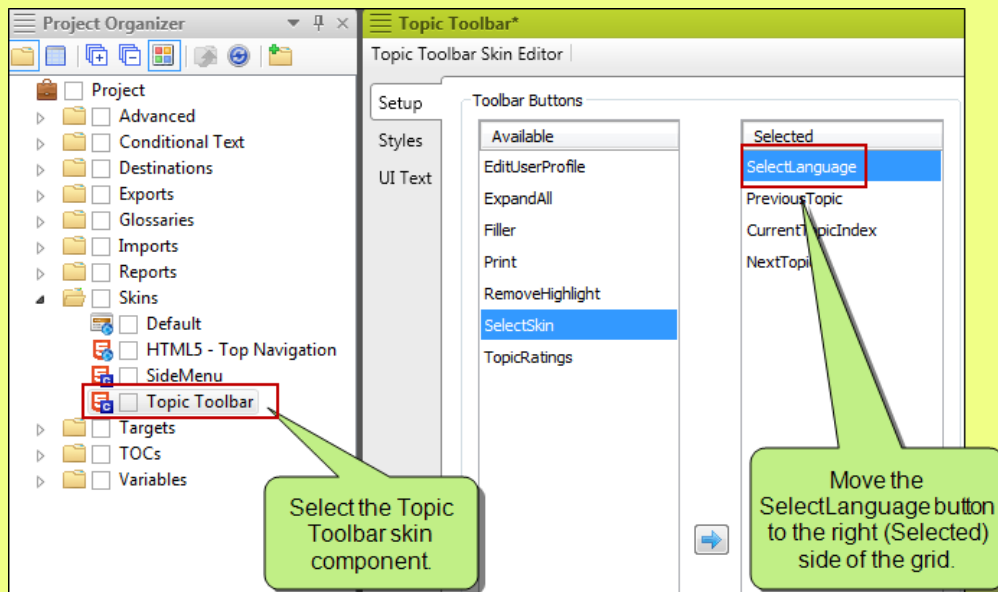 Project Organizer
Project
Advanced
Conditional Text
Destinations
Exports
Glossaries
Imports
Reports
Skins
Default
HTML5 - Top Navigation
SideMenu
Topic Toolbar
Targets
TOCs
Variables
Select the Topic
Toolbar skin
component.
Topic Toolbar*
Topic Toolbar Skin Editor
Setup
Styles
UI Text
Toolbar Buttons
Available
EditUserProfile
ExpandAll
Filler
Print
RemoveHighlight
SelectSkin
TopicRatings
Selected
SelectLanguage
PreviousTopic
CurrentTopicIndex
NextTopic
Move the
SelectLanguage button
to the right (Selected)
side of the grid.